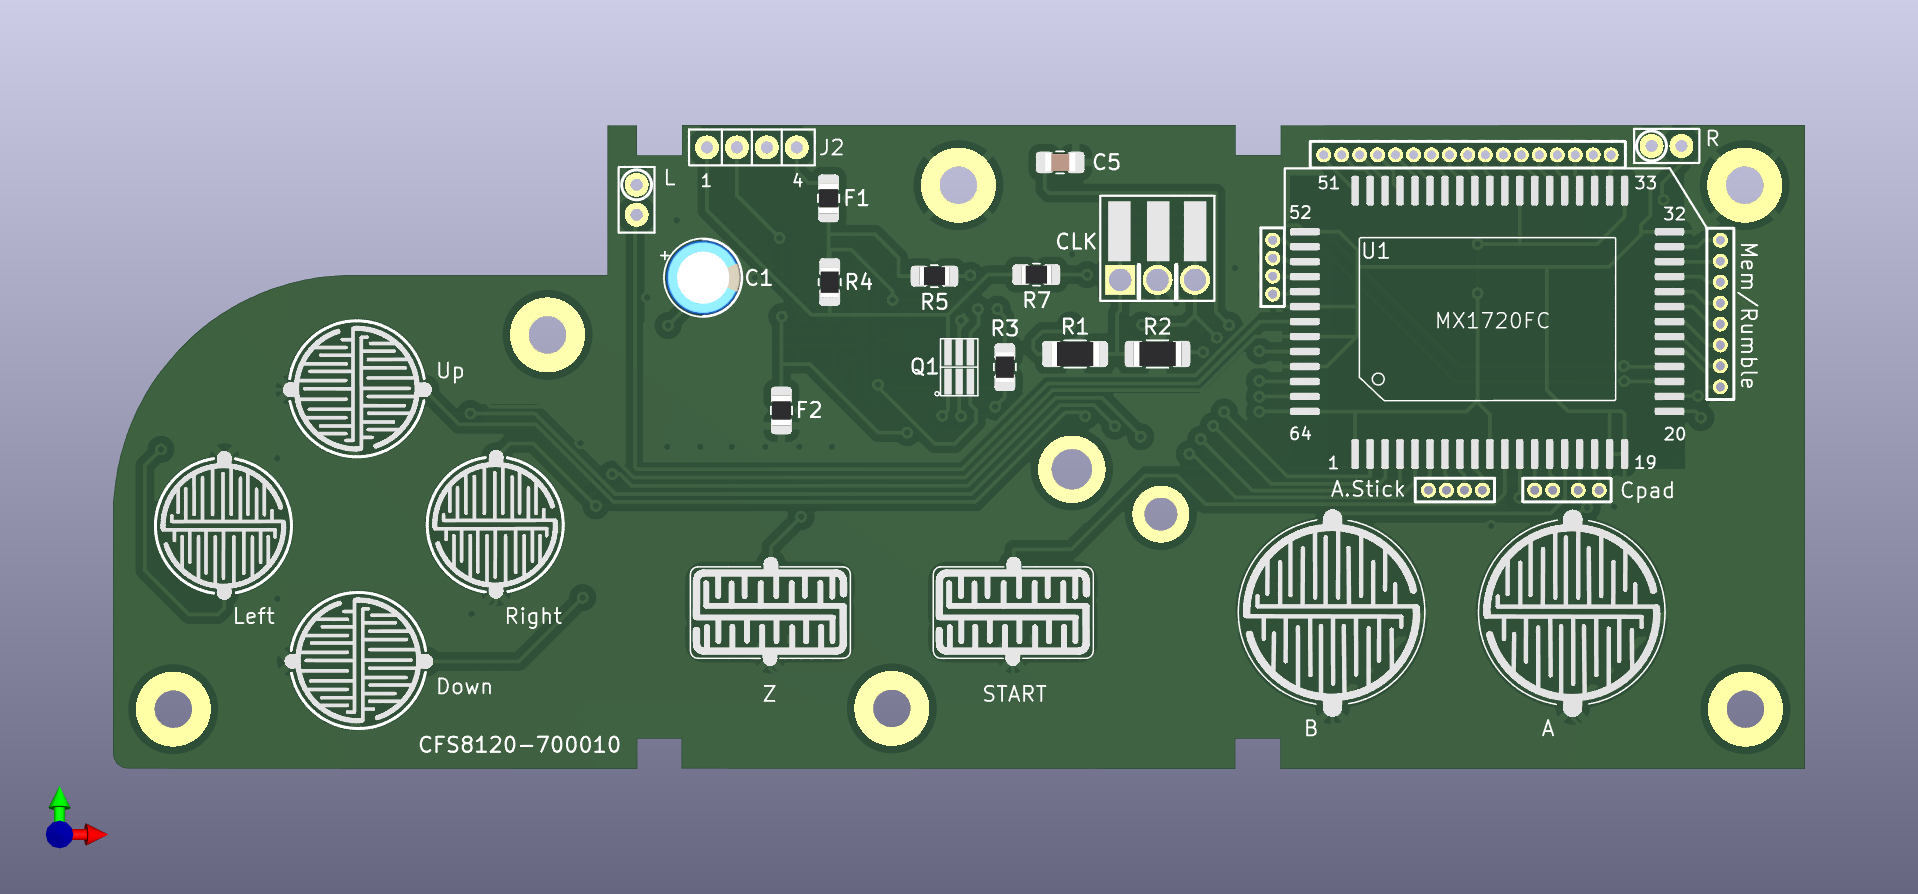 J2
L
1
4
F1
C5
R
51
33
52
32
+
C1
CLK
U1
Mem/Rumble
R4
R5
R7
R3
R1
R2
MX1720FC
Q1
Up
F2
64
20
1
19
A.Stick
Cpad
Left
Right
Down
Z
START
B
A
CFS8120-700010